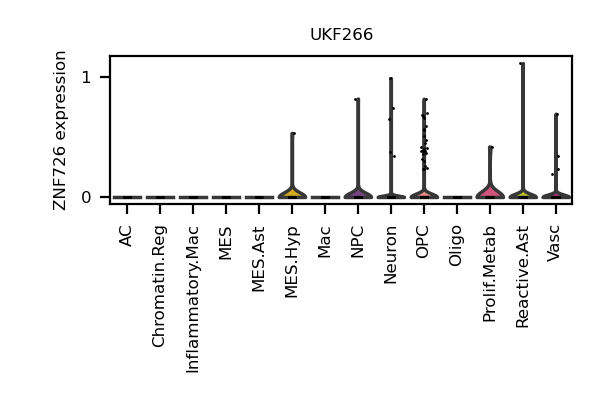 UKF266
ZNF726 expression
1
0
AC
Chromatin.Reg
Inflammatory.Mac
MES
MES.Ast
MES.Hyp
Mac
NPC
Neuron
OPC
Oligo
Prolif.Metab
Reactive.Ast
Vasc